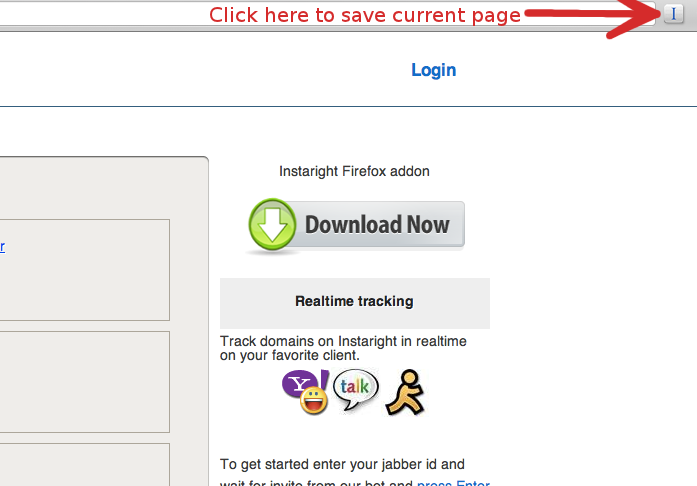 Click here to save current page
I
Login
Instaright Firefox addon
Download Now
r
Realtime tracking
Track domains on Instaright in realtime
on your favorite client.
Y! talk
To get started enter your jabber id and
wait for invite from our bot and press Enter